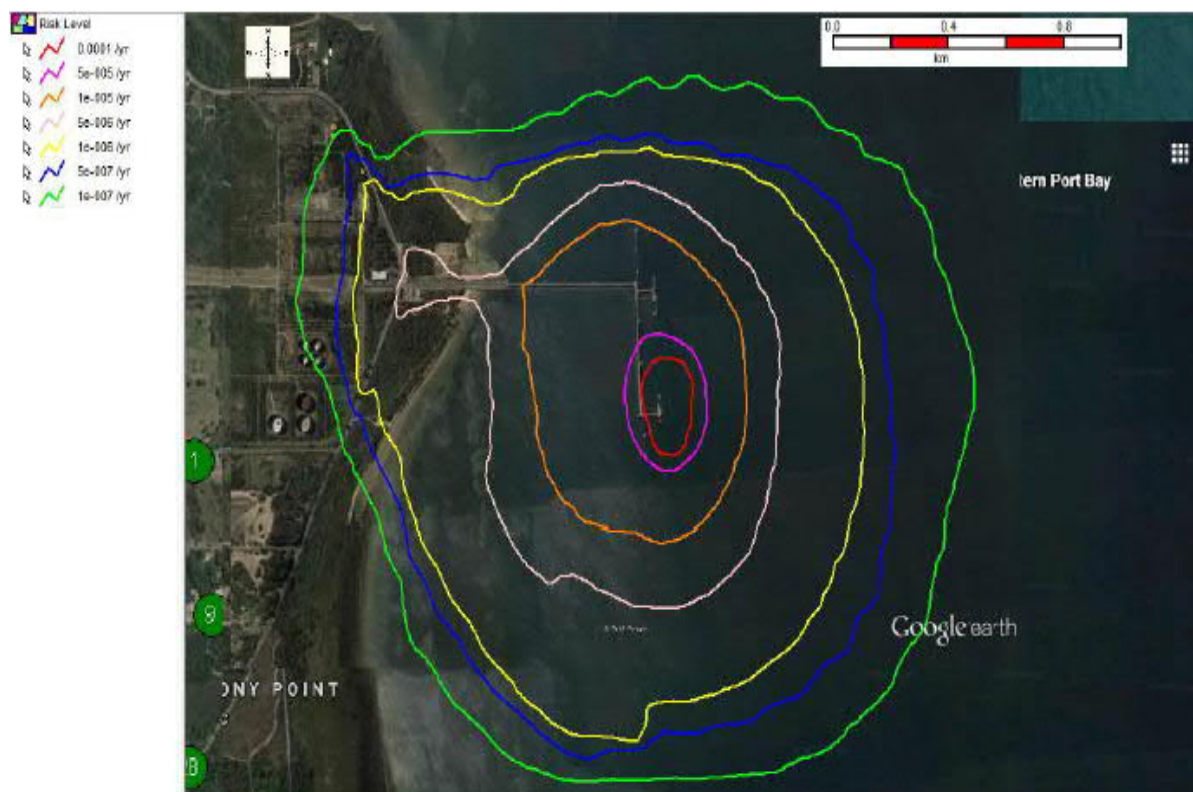 Risk Level
0.0001 /yr
5e-005 /yr
1e-005 /yr
5e-006 /yr
1e-006 /yr
5e-007 /yr
1e-007 /yr
0.0
0.4
0.8
km
tern Port Bay
1
9
Google earth
ONY POINT
28